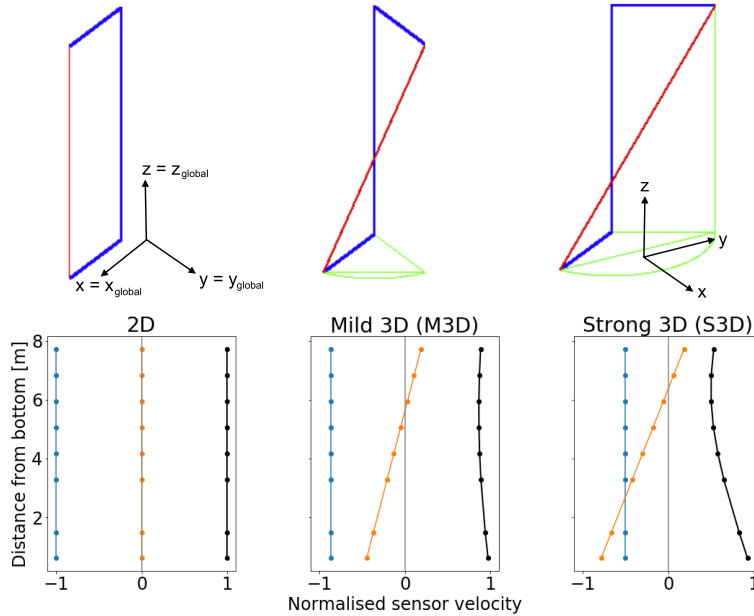 z = z_global
x = x_global
y = y_global
z
y
x
2D
Mild 3D (M3D)
Strong 3D (S3D)
Distance from bottom [m]
8
6
4
2
−1
0
1
−1
0
1
−1
0
1
Normalised sensor velocity